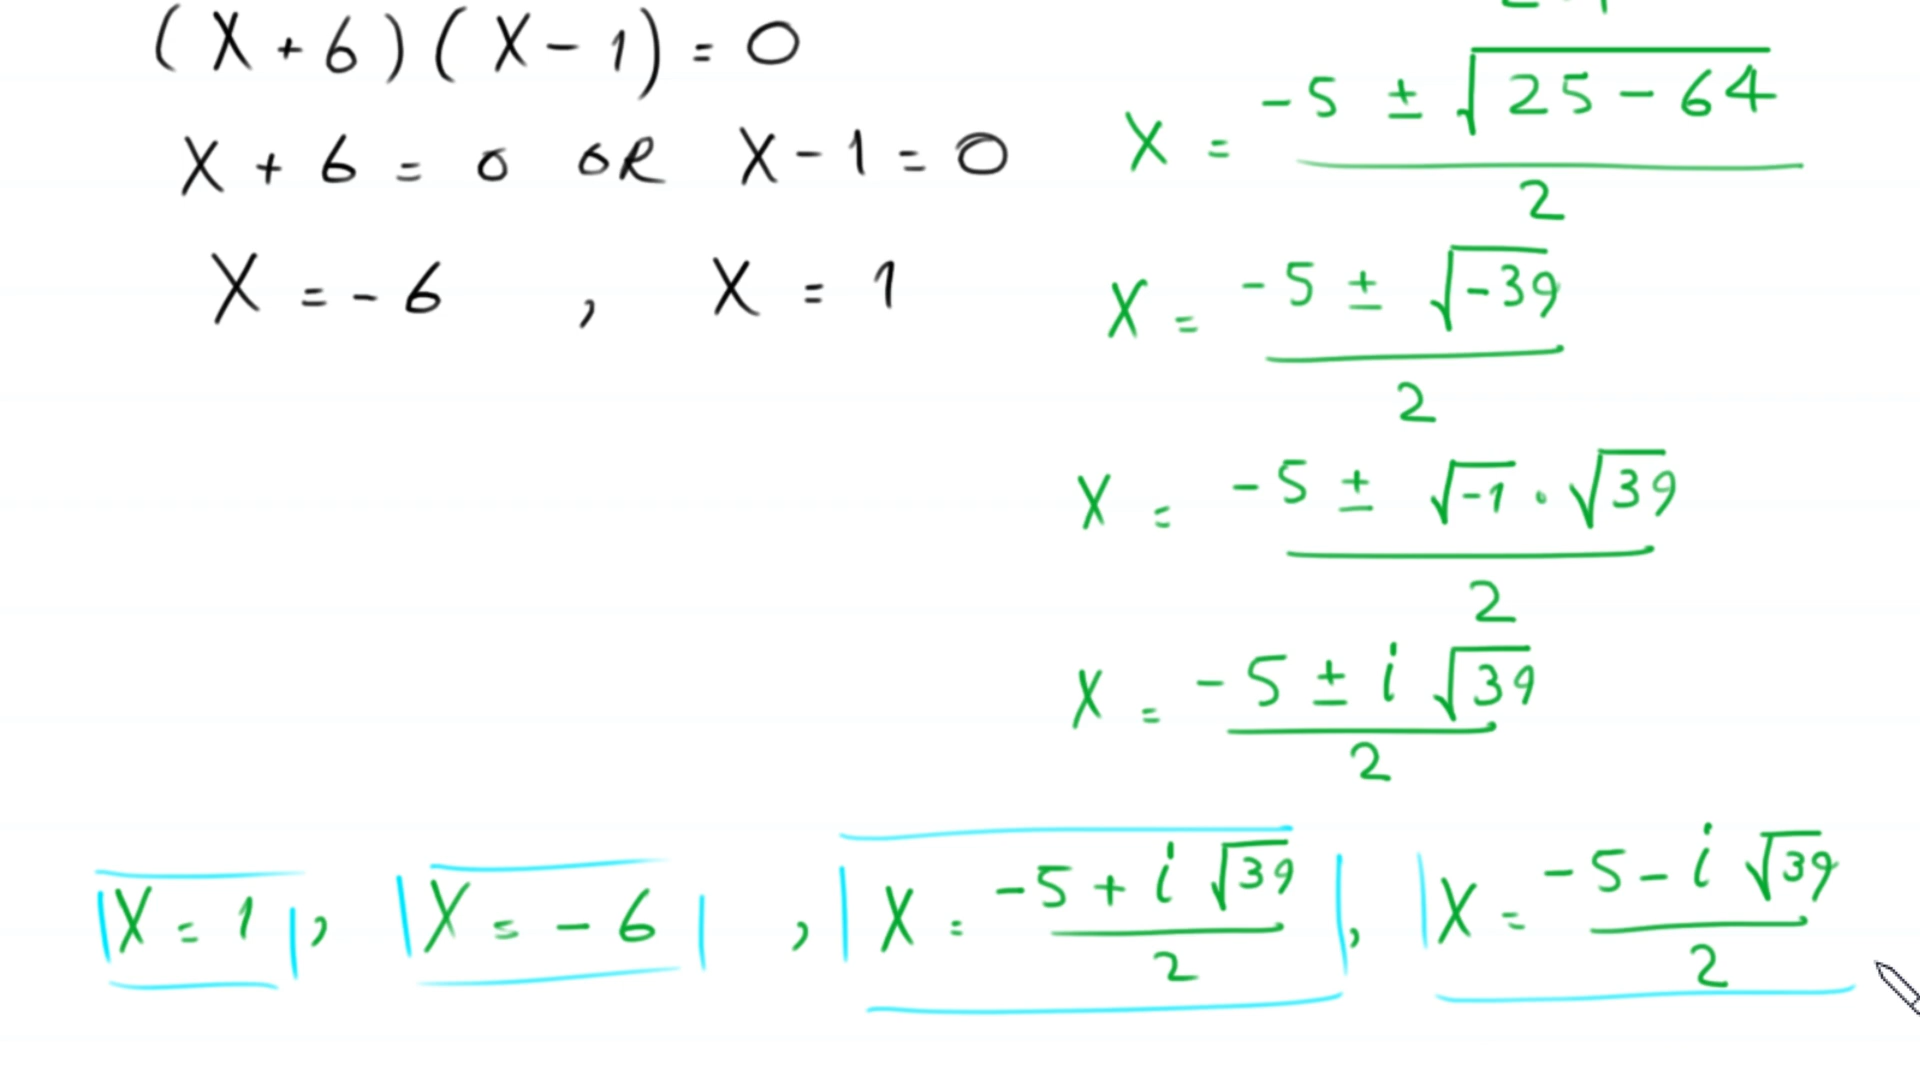 ( X + 6 ) ( X - 1 ) = 0
X + 6 = 0 OR X - 1 = 0
X = - 6 , X = 1
X = (-5 ± √(25 - 64)) / 2
X = (-5 ± √(-39)) / 2
X = (-5 ± √(-1) · √39) / 2
X = (-5 ± i √39) / 2
X = 1 , X = - 6 , X = (-5 + i √39) / 2 , X = (-5 - i √39) / 2